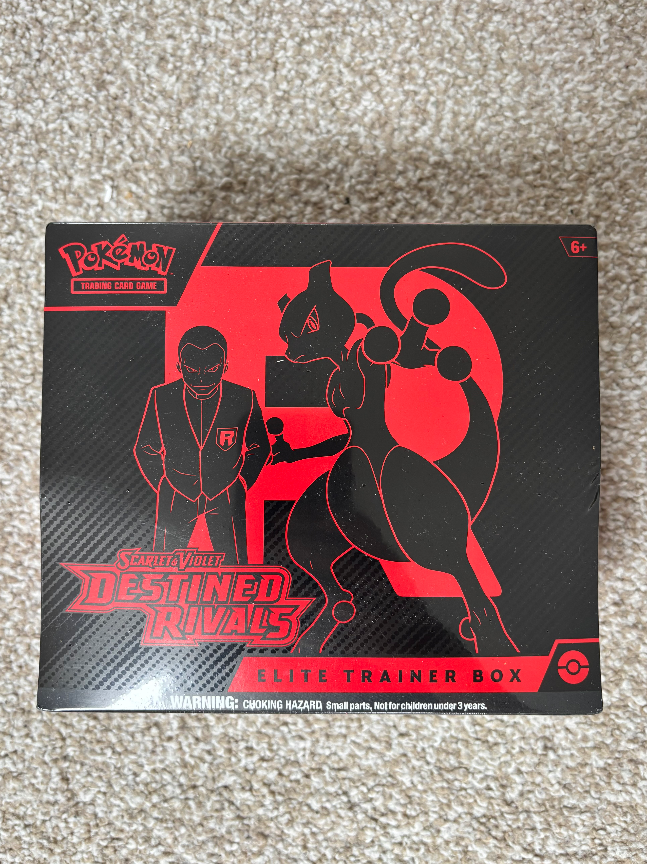 POKéMON
TRADING CARD GAME
6+
R
SCARLET & VIOLET
DESTINED
RIVALS
ELITE TRAINER BOX
WARNING: CHOKING HAZARD Small parts, Not for children under 3 years.